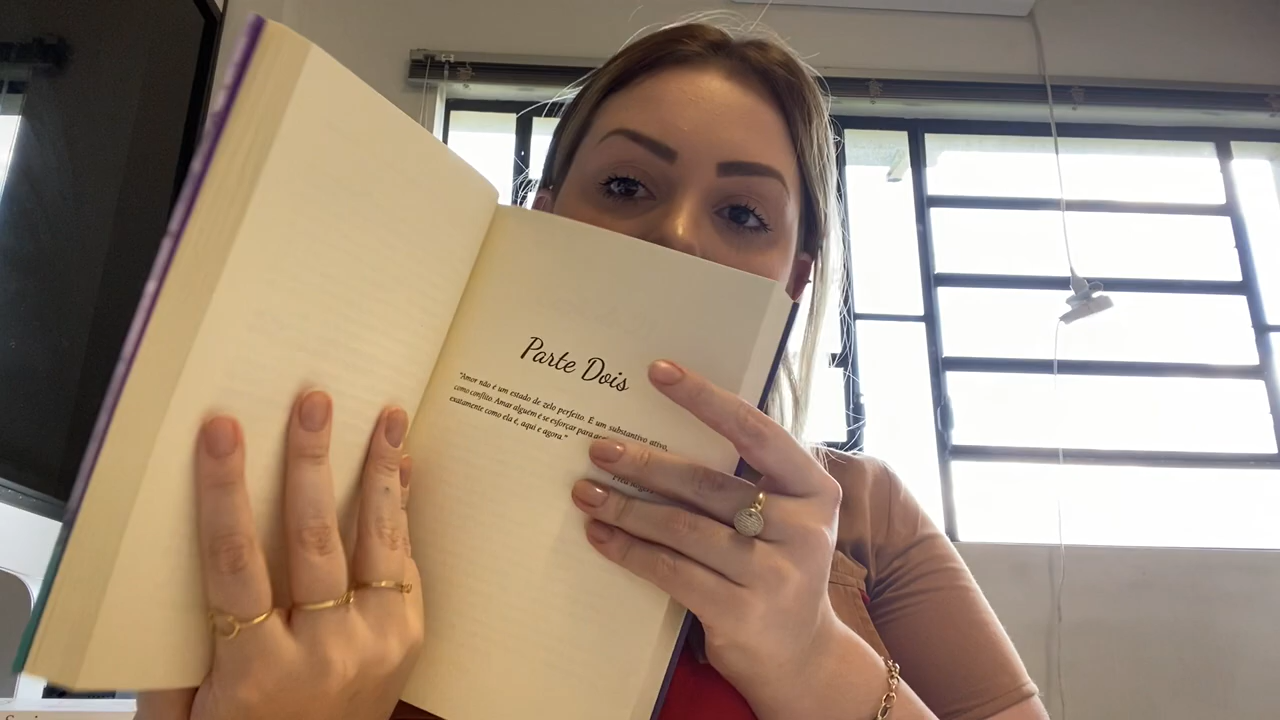 Parte Dois
"Amor não é um estado de zelo perfeito. É um substantivo ativo,
como conflito. Amar alguém é se esforçar para
exatamente como ela é, aqui e agora."